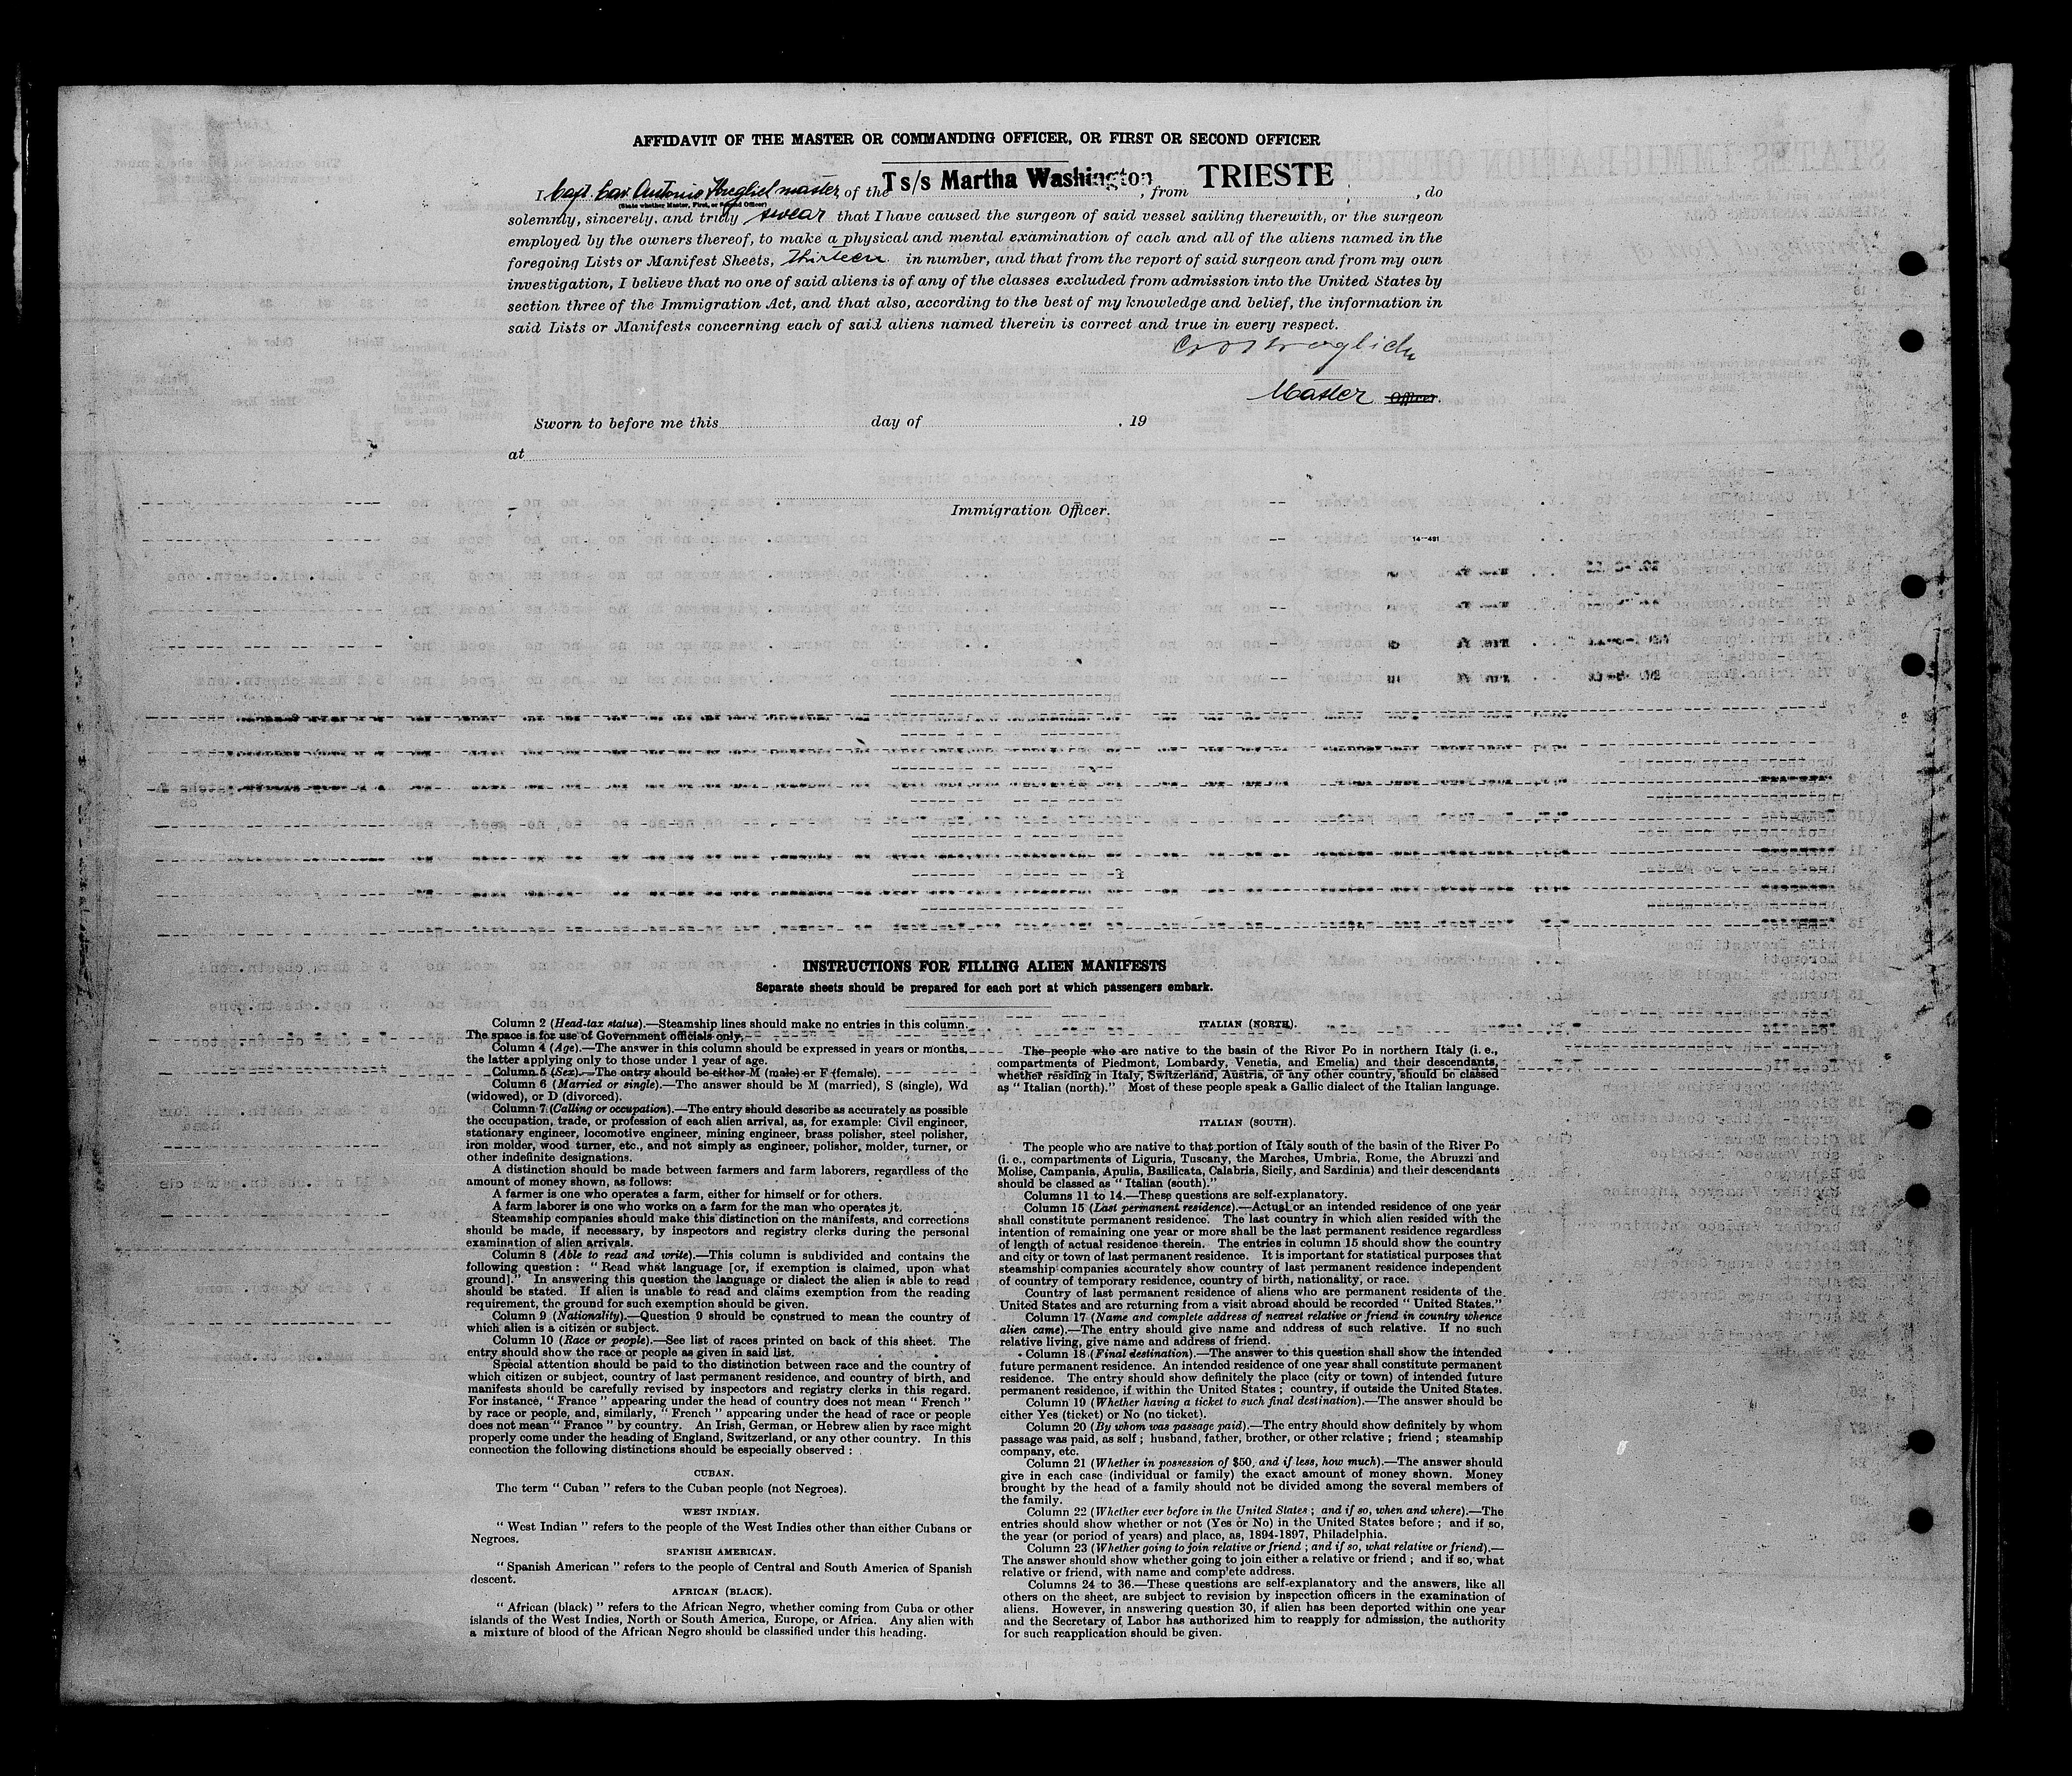 AFFIDAVIT OF THE MASTER OR COMMANDING OFFICER, OR FIRST OR SECOND OFFICER
I, Capt. Cav. Antonio master, of the Ts/s Martha Washington, from TRIESTE, do
(State whether Master, First, or Second Officer)
solemnly, sincerely, and truly swear that I have caused the surgeon of said vessel sailing therewith, or the surgeon
employed by the owners thereof, to make a physical and mental examination of each and all of the aliens named in the
foregoing Lists or Manifest Sheets, thirteen in number, and that from the report of said surgeon and from my own
investigation, I believe that no one of said aliens is of any of the classes excluded from admission into the United States by
section three of the Immigration Act, and that also, according to the best of my knowledge and belief, the information in
said Lists or Manifests concerning each of said aliens named therein is correct and true in every respect.
Master Officer.
Sworn to before me this day of , 19
at
Immigration Officer.
14—491
INSTRUCTIONS FOR FILLING ALIEN MANIFESTS
Separate sheets should be prepared for each port at which passengers embark.
Column 2 (Head-tax status).—Steamship lines should make no entries in this column.
The space is for use of Government officials only.
Column 4 (Age).—The answer in this column should be expressed in years or months,
the latter applying only to those under 1 year of age.
Column 5 (Sex).—The entry should be either M (male) or F (female).
Column 6 (Married or single).—The answer should be M (married), S (single), Wd
(widowed), or D (divorced).
Column 7 (Calling or occupation).—The entry should describe as accurately as possible
the occupation, trade, or profession of each alien arrival, as, for example: Civil engineer,
stationary engineer, locomotive engineer, mining engineer, brass polisher, steel polisher,
iron molder, wood turner, etc., and not simply as engineer, polisher, molder, turner, or
other indefinite designations.
A distinction should be made between farmers and farm laborers, regardless of the
amount of money shown, as follows:
A farmer is one who operates a farm, either for himself or for others.
A farm laborer is one who works on a farm for the man who operates it.
Steamship companies should make this distinction on the manifests, and corrections
should be made, if necessary, by inspectors and registry clerks during the personal
examination of alien arrivals.
Column 8 (Able to read and write).—This column is subdivided and contains the
following question: "Read what language [or, if exemption is claimed, upon what
ground]." In answering this question the language or dialect the alien is able to read
should be stated. If alien is unable to read and claims exemption from the reading
requirement, the ground for such exemption should be given.
Column 9 (Nationality).—Question 9 should be construed to mean the country of
which alien is a citizen or subject.
Column 10 (Race or people).—See list of races printed on back of this sheet. The
entry should show the race or people as given in said list.
Special attention should be paid to the distinction between race and the country of
which citizen or subject, country of last permanent residence, and country of birth, and
manifests should be carefully revised by inspectors and registry clerks in this regard.
For instance, "France" appearing under the head of country does not mean "French"
by race or people, and, similarly, "French" appearing under the head of race or people
does not mean "France" by country. An Irish, German, or Hebrew alien by race might
properly come under the heading of England, Switzerland, or any other country. In this
connection the following distinctions should be especially observed:
CUBAN.
The term "Cuban" refers to the Cuban people (not Negroes).
WEST INDIAN.
"West Indian" refers to the people of the West Indies other than either Cubans or
Negroes.
SPANISH AMERICAN.
"Spanish American" refers to the people of Central and South America of Spanish
descent.
AFRICAN (BLACK).
"African (black)" refers to the African Negro, whether coming from Cuba or other
islands of the West Indies, North or South America, Europe, or Africa. Any alien with
a mixture of blood of the African Negro should be classified under this heading.
ITALIAN (NORTH).
The people who are native to the basin of the River Po in northern Italy (i. e.,
compartments of Piedmont, Lombardy, Venetia, and Emelia) and their descendants,
whether residing in Italy, Switzerland, Austria, or any other country, should be classed
as "Italian (north)." Most of these people speak a Gallic dialect of the Italian language.
ITALIAN (SOUTH).
The people who are native to that portion of Italy south of the basin of the River Po
(i. e., compartments of Liguria, Tuscany, the Marches, Umbria, Rome, the Abruzzi and
Molise, Campania, Apulia, Basilicata, Calabria, Sicily, and Sardinia) and their descendants
should be classed as "Italian (south)."
Columns 11 to 14.—These questions are self-explanatory.
Column 15 (Last permanent residence).—Actual or an intended residence of one year
shall constitute permanent residence. The last country in which alien resided with the
intention of remaining one year or more shall be the last permanent residence regardless
of length of actual residence therein. The entries in column 15 should show the country
and city or town of last permanent residence. It is important for statistical purposes that
steamship companies accurately show country of last permanent residence independent
of country of temporary residence, country of birth, nationality, or race.
Country of last permanent residence of aliens who are permanent residents of the
United States and are returning from a visit abroad should be recorded "United States."
Column 17 (Name and complete address of nearest relative or friend in country whence
alien came).—The entry should give name and address of such relative. If no such
relative living, give name and address of friend.
Column 18 (Final destination).—The answer to this question shall show the intended
future permanent residence. An intended residence of one year shall constitute permanent
residence. The entry should show definitely the place (city or town) of intended future
permanent residence, if within the United States; country, if outside the United States.
Column 19 (Whether having a ticket to such final destination).—The answer should be
either Yes (ticket) or No (no ticket).
Column 20 (By whom was passage paid).—The entry should show definitely by whom
passage was paid, as self; husband, father, brother, or other relative; friend; steamship
company, etc.
Column 21 (Whether in possession of $50, and if less, how much).—The answer should
give in each case (individual or family) the exact amount of money shown. Money
brought by the head of a family should not be divided among the several members of
the family.
Column 22 (Whether ever before in the United States; and if so, when and where).—The
entries should show whether or not (Yes or No) in the United States before; and if so,
the year (or period of years) and place, as, 1894-1897, Philadelphia.
Column 23 (Whether going to join relative or friend; and if so, what relative or friend).—
The answer should show whether going to join either a relative or friend; and if so, what
relative or friend, with name and complete address.
Columns 24 to 36.—These questions are self-explanatory and the answers, like all
others on the sheet, are subject to revision by inspection officers in the examination of
aliens. However, in answering question 30, if alien has been deported within one year
and the Secretary of Labor has authorized him to reapply for admission, the authority
for such reapplication should be given.